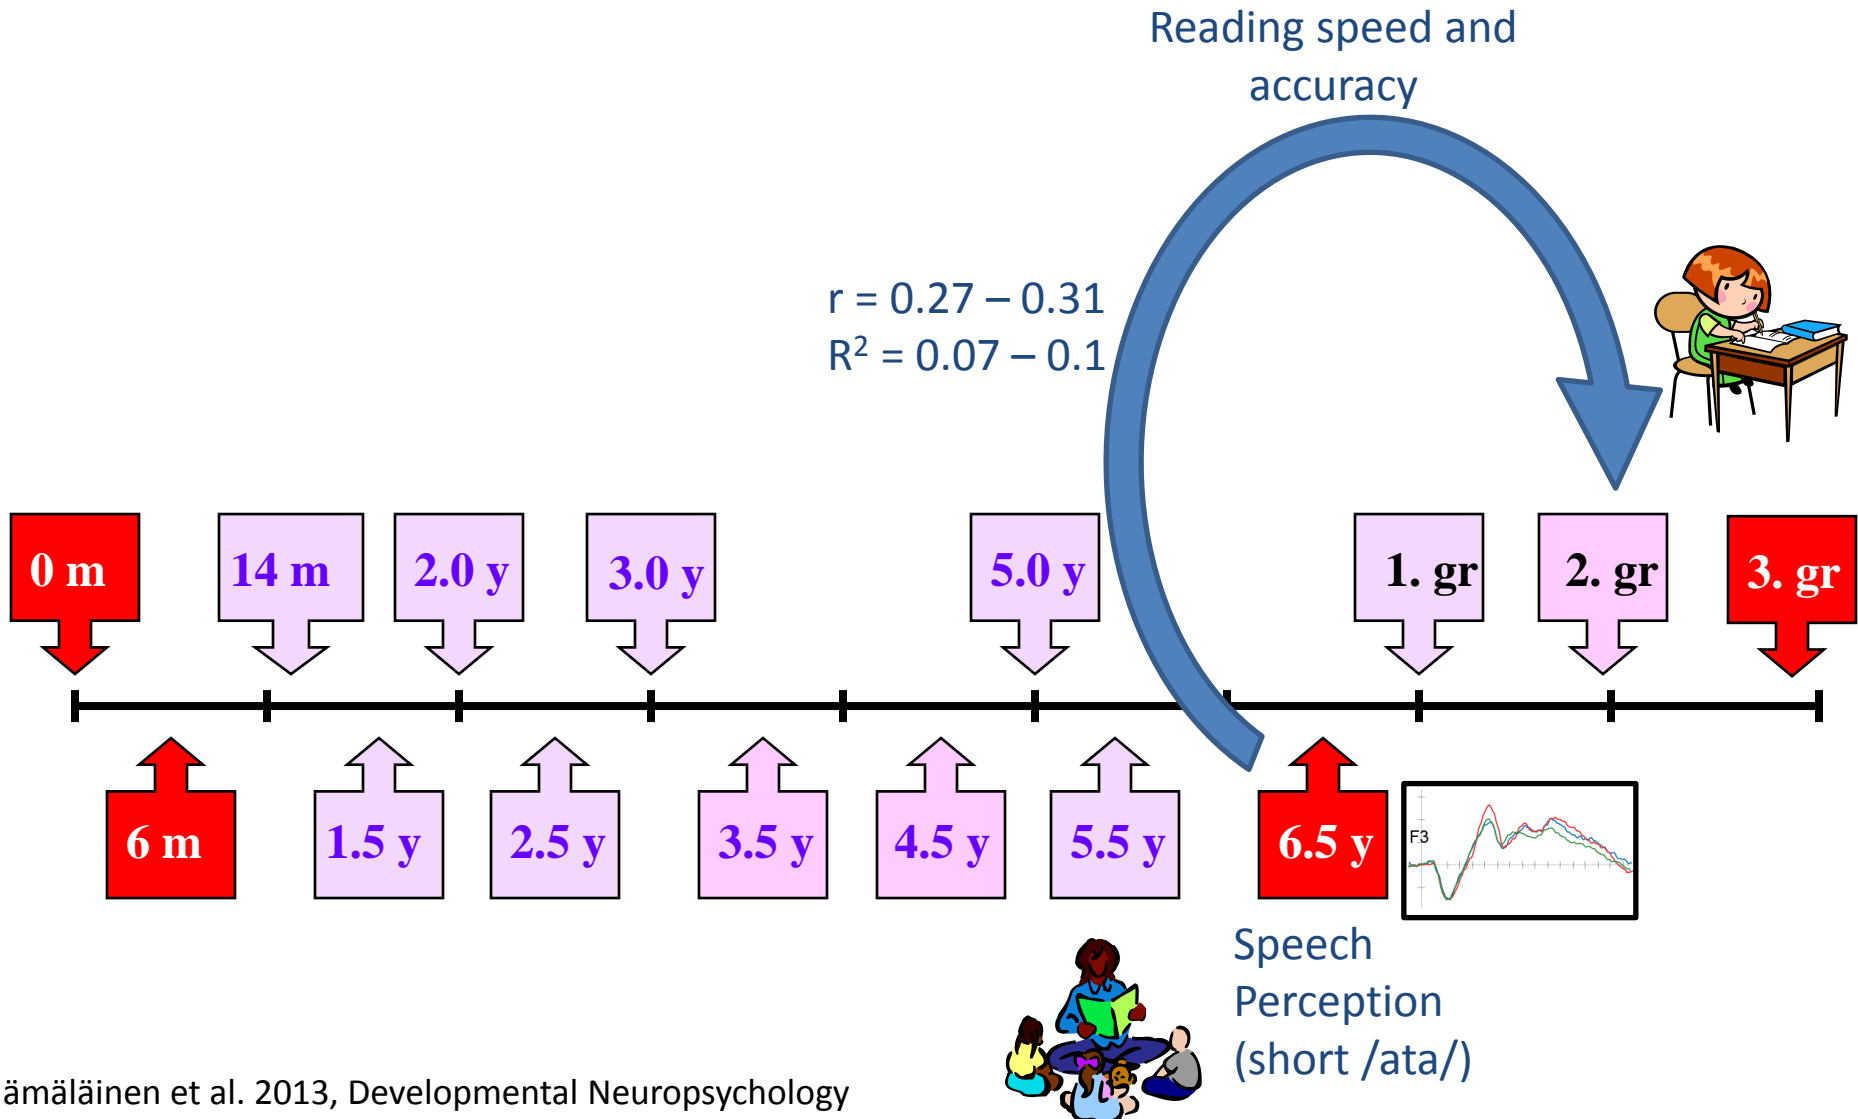 Reading speed and
accuracy
r = 0.27 – 0.31
R² = 0.07 – 0.1
0 m
14 m
2.0 y
3.0 y
5.0 y
1. gr
2. gr
3. gr
6 m
1.5 y
2.5 y
3.5 y
4.5 y
5.5 y
6.5 y
F3
Speech
Perception
(short /ata/)
ämäläinen et al. 2013, Developmental Neuropsychology